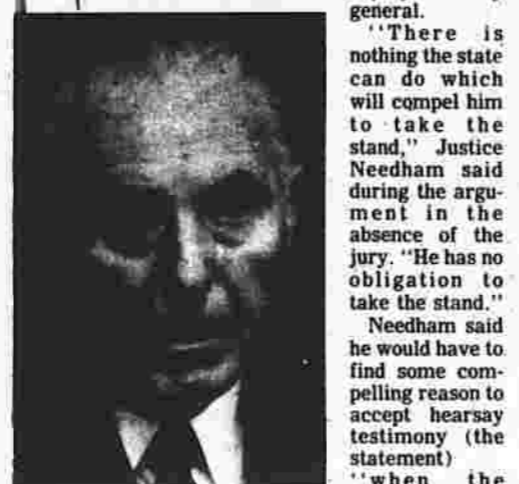 general.
"There is
nothing the state
can do which
will compel him
to take the
stand," Justice
Needham said
during the argu-
ment in the
absence of the
jury. "He has no
obligation to
take the stand."
Needham said
he would have to
find some com-
pelling reason to
accept hearsay
testimony (the
statement)
"when the